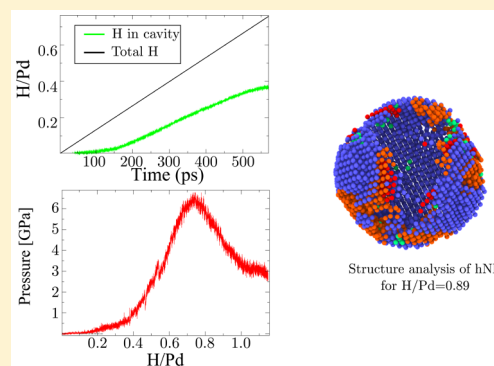 H/Pd
0.6
0.4
0.2
H in cavity
Total H
100 200 300 400 500
Time (ps)
Pressure [GPa]
6
5
4
3
2
1
0
0.2 0.4 0.6 0.8 1.0
H/Pd
Structure analysis of hN
for H/Pd=0.89